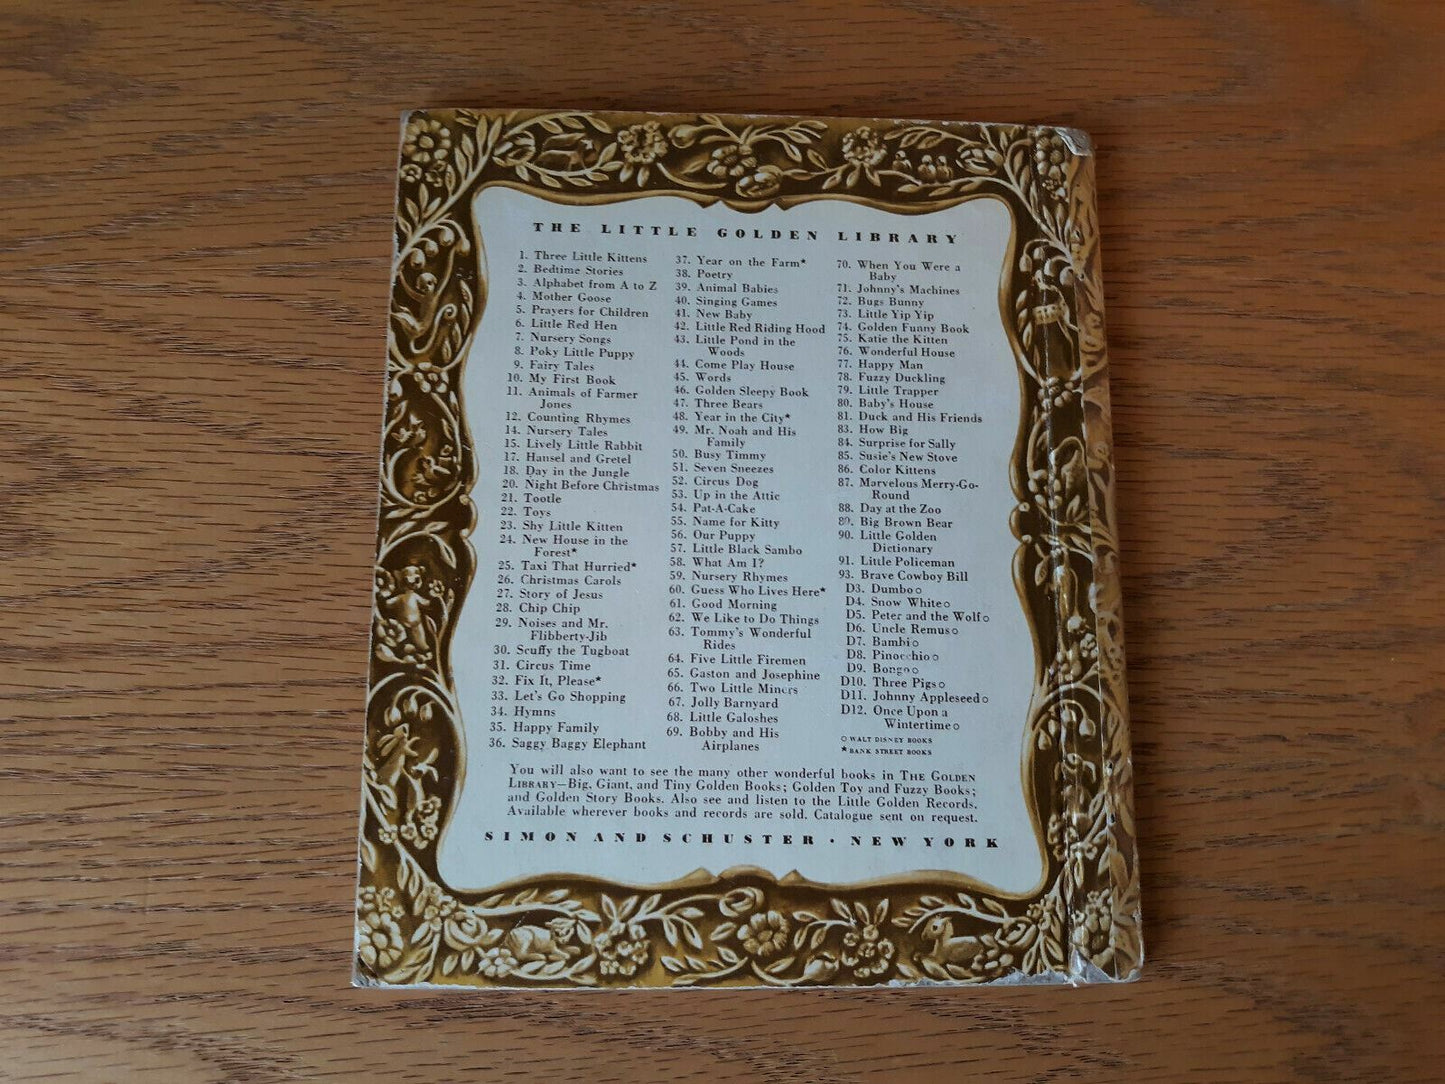 THE LITTLE GOLDEN LIBRARY
1. Three Little Kittens
2. Bedtime Stories
3. Alphabet from A to Z
4. Mother Goose
5. Prayers for Children
6. Little Red Hen
7. Nursery Songs
8. Poky Little Puppy
9. Fairy Tales
10. My First Book
11. Animals of Farmer
Jones
12. Counting Rhymes
14. Nursery Tales
15. Lively Little Rabbit
17. Hansel and Gretel
18. Day in the Jungle
20. Night Before Christmas
21. Tootle
22. Toys
23. Shy Little Kitten
24. New House in the
Forest*
25. Taxi That Hurried*
26. Christmas Carols
27. Story of Jesus
28. Chip Chip
29. Noises and Mr.
Flibberty-Jib
30. Scuffy the Tugboat
31. Circus Time
32. Fix It, Please*
33. Let's Go Shopping
34. Hymns
35. Happy Family
36. Saggy Baggy Elephant
37. Year on the Farm*
38. Poetry
39. Animal Babies
40. Singing Games
41. New Baby
42. Little Red Riding Hood
43. Little Pond in the
Woods
44. Come Play House
45. Words
46. Golden Sleepy Book
47. Three Bears
48. Year in the City*
49. Mr. Noah and His
Family
50. Busy Timmy
51. Seven Sneezes
52. Circus Dog
53. Up in the Attic
54. Pat-A-Cake
55. Name for Kitty
56. Our Puppy
57. Little Black Sambo
58. What Am I?
59. Nursery Rhymes
60. Guess Who Lives Here*
61. Good Morning
62. We Like to Do Things
63. Tommy's Wonderful
Rides
64. Five Little Firemen
65. Gaston and Josephine
66. Two Little Miners
67. Jolly Barnyard
68. Little Galoshes
69. Bobby and His
Airplanes
70. When You Were a
Baby
71. Johnny's Machines
72. Bugs Bunny
73. Little Yip Yip
74. Golden Funny Book
75. Katie the Kitten
76. Wonderful House
77. Happy Man
78. Fuzzy Duckling
79. Little Trapper
80. Baby's House
81. Duck and His Friends
83. How Big
84. Surprise for Sally
85. Susie's New Stove
86. Color Kittens
87. Marvelous Merry-Go-
Round
88. Day at the Zoo
89. Big Brown Bear
90. Little Golden
Dictionary
91. Little Policeman
93. Brave Cowboy Bill
D3. Dumbo○
D4. Snow White○
D5. Peter and the Wolf○
D6. Uncle Remus○
D7. Bambi○
D8. Pinocchio○
D9. Bongo○
D10. Three Pigs○
D11. Johnny Appleseed○
D12. Once Upon a
Wintertime○
○ WALT DISNEY BOOKS
★ BANK STREET BOOKS
You will also want to see the many other wonderful books in THE GOLDEN
LIBRARY—Big, Giant, and Tiny Golden Books; Golden Toy and Fuzzy Books;
and Golden Story Books. Also see and listen to the Little Golden Records.
Available wherever books and records are sold. Catalogue sent on request.
SIMON AND SCHUSTER · NEW YORK